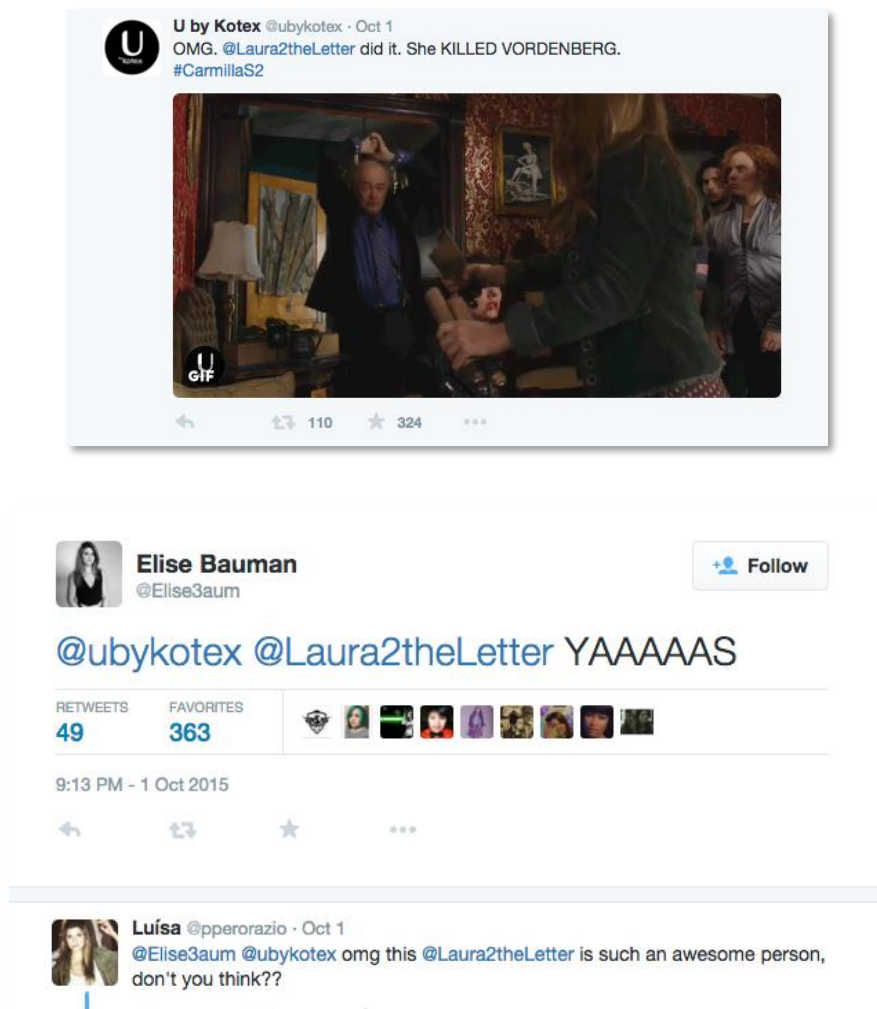 U by Kotex @ubykotex · Oct 1
OMG. @Laura2theLetter did it. She KILLED VORDENBERG.
#CarmillaS2
U
by Kotex
U
GIF
110 324
Elise Bauman
@Elise3aum
Follow
@ubykotex @Laura2theLetter YAAAAAS
RETWEETS FAVORITES
49 363
9:13 PM - 1 Oct 2015
Luísa @pperorazio · Oct 1
@Elise3aum @ubykotex omg this @Laura2theLetter is such an awesome person,
don't you think??